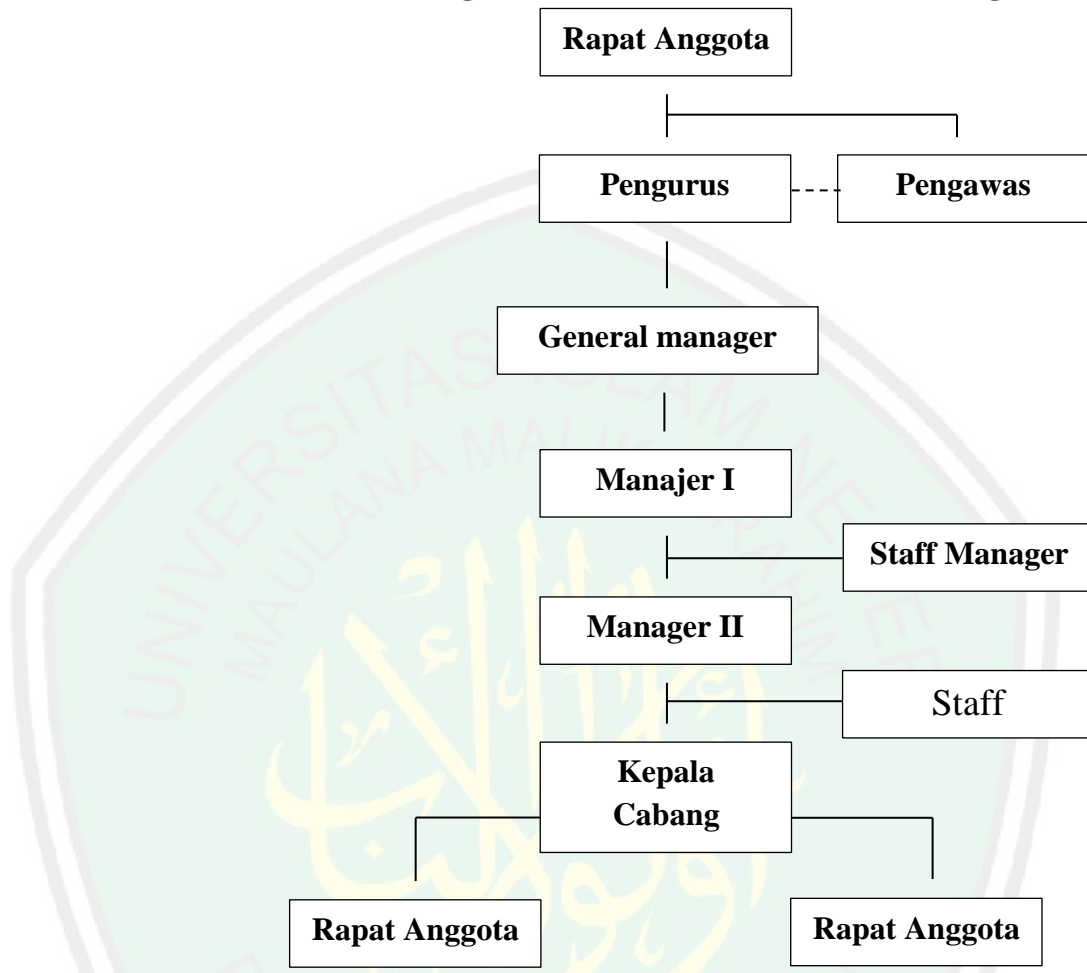 Rapat Anggota
Pengurus
Pengawas
General manager
Manajer I
Staff Manager
Manager II
Staff
Kepala
Cabang
Rapat Anggota
Rapat Anggota